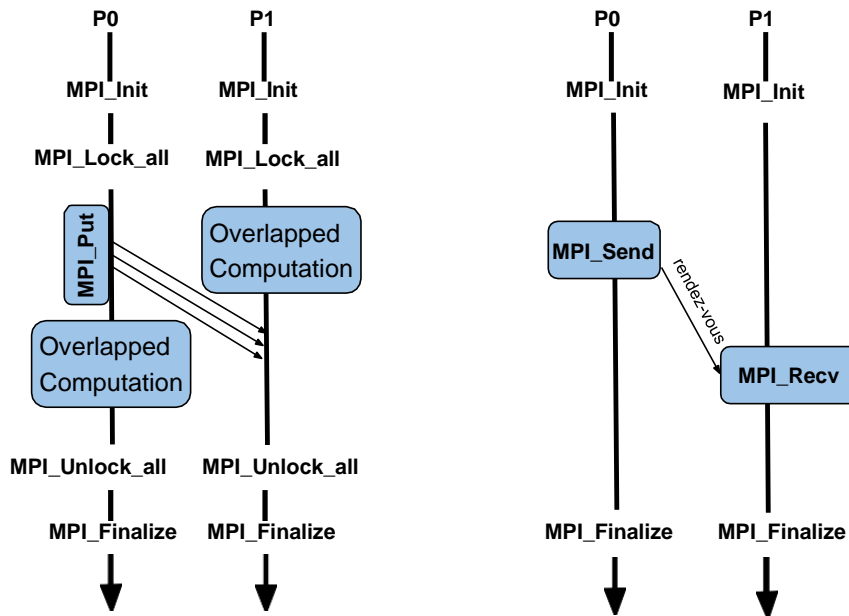 P0
P1
MPI_Init
MPI_Init
MPI_Lock_all
MPI_Lock_all
MPI_Put
Overlapped
Computation
Overlapped
Computation
MPI_Unlock_all
MPI_Unlock_all
MPI_Finalize
MPI_Finalize
P0
P1
MPI_Init
MPI_Init
MPI_Send
rendez-vous
MPI_Recv
MPI_Finalize
MPI_Finalize